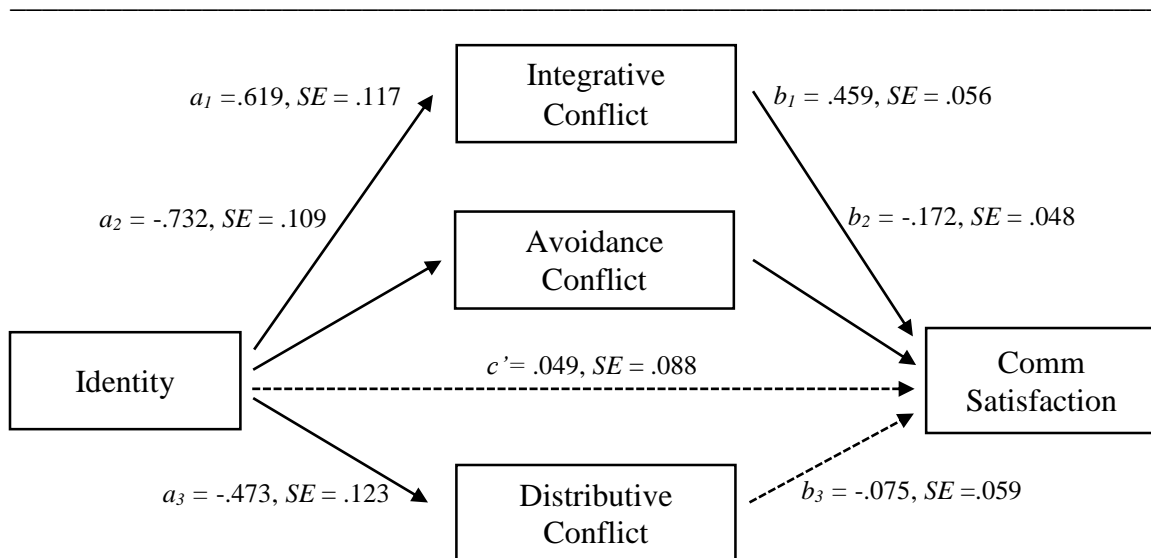 Integrative
Conflict
a1 =.619, SE = .117
b1 = .459, SE = .056
a2 = -.732, SE = .109
b2 = -.172, SE = .048
Avoidance
Conflict
Identity
c’= .049, SE = .088
Comm
Satisfaction
a3 = -.473, SE = .123
Distributive
Conflict
b3 = -.075, SE =.059